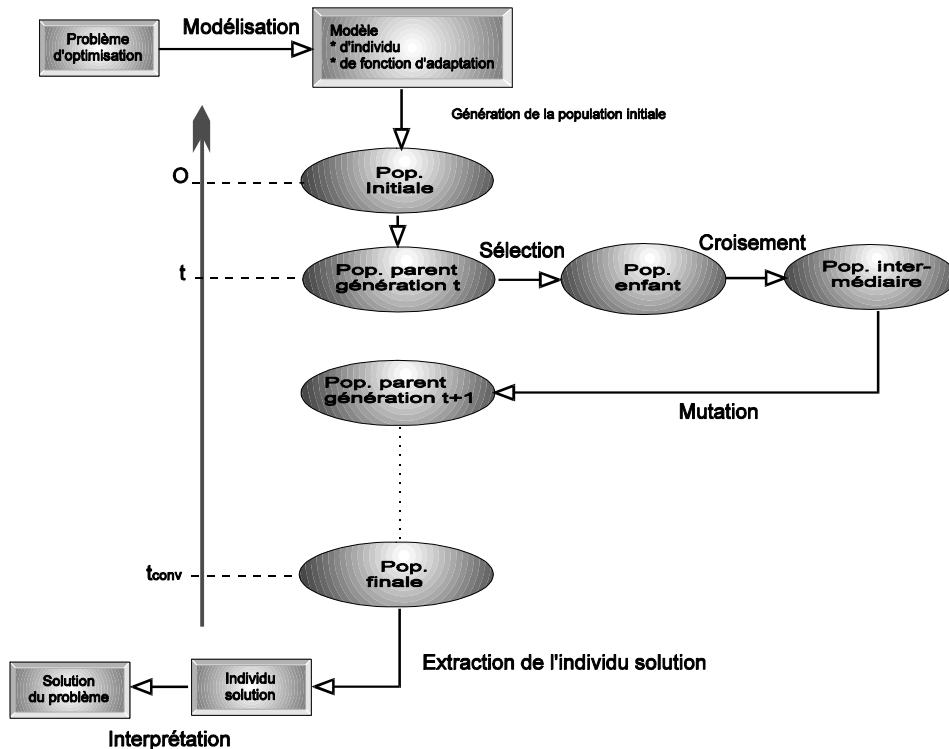 Problème
d'optimisation
Modélisation
Modèle
* d'individu
* de fonction d'adaptation
Génération de la population initiale
O
Pop.
Initiale
t
Pop. parent
génération t
Sélection
Pop.
enfant
Croisement
Pop. inter-
médiaire
Pop. parent
génération t+1
Mutation
tconv
Pop.
finale
Extraction de l'individu solution
Individu
solution
Solution
du problème
Interprétation